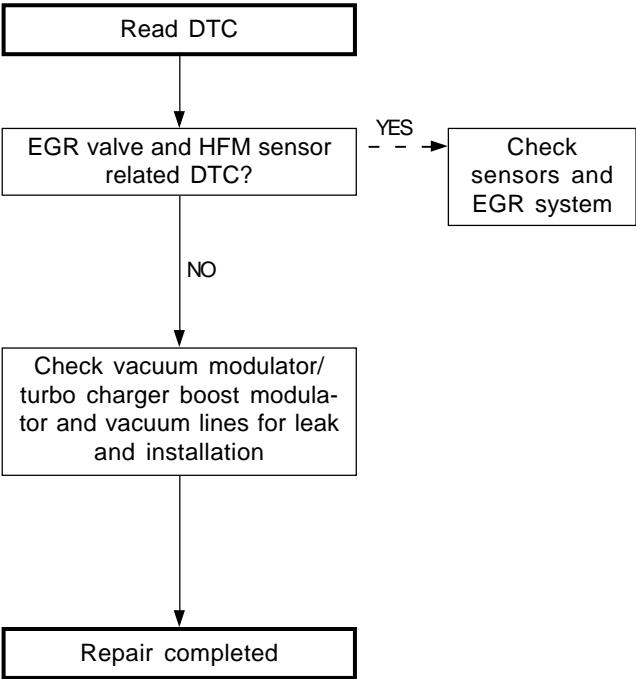 Read DTC
EGR valve and HFM sensor
related DTC?
YES
Check
sensors and
EGR system
NO
Check vacuum modulator/
turbo charger boost modula-
tor and vacuum lines for leak
and installation
Repair completed